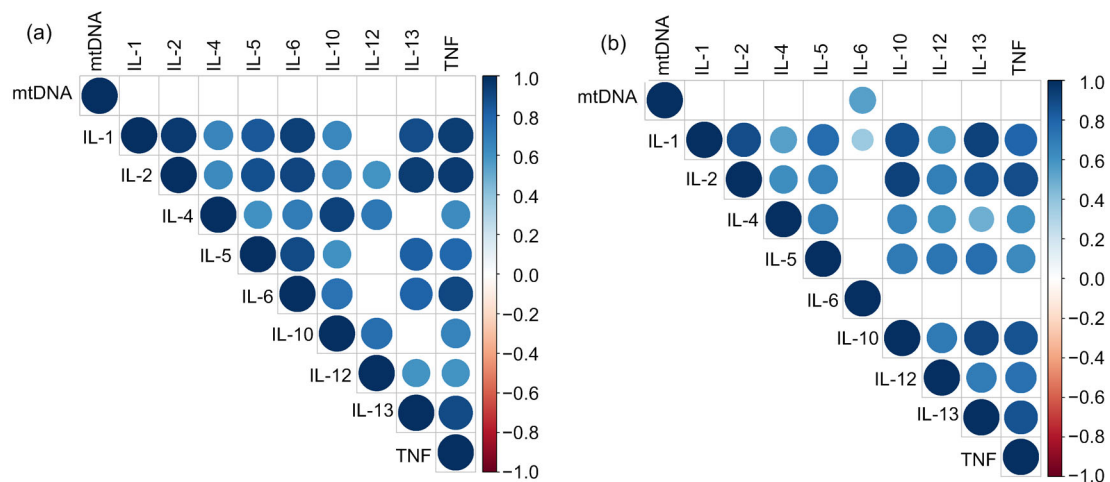 (a)
mtDNA IL-1 IL-2 IL-4 IL-5 IL-6 IL-10 IL-12 IL-13 TNF
mtDNA
IL-1
IL-2
IL-4
IL-5
IL-6
IL-10
IL-12
IL-13
TNF
1.0
0.8
0.6
0.4
0.2
0.0
−0.2
−0.4
−0.6
−0.8
−1.0
(b)
mtDNA IL-1 IL-2 IL-4 IL-5 IL-6 IL-10 IL-12 IL-13 TNF
mtDNA
IL-1
IL-2
IL-4
IL-5
IL-6
IL-10
IL-12
IL-13
TNF
1.0
0.8
0.6
0.4
0.2
0.0
−0.2
−0.4
−0.6
−0.8
−1.0